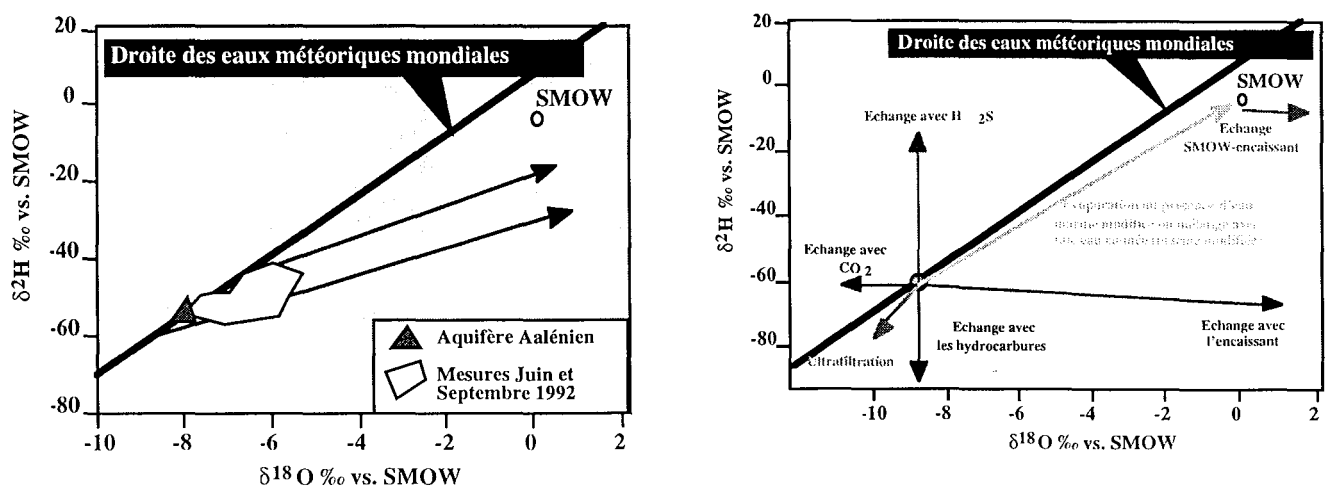 20
0
-20
-40
-60
-80
δ²H ‰ vs. SMOW
Droite des eaux météoriques mondiales
SMOW
Aquifère Aalénien
Mesures Juin et
Septembre 1992
-10
-8
-6
-4
-2
0
2
δ¹⁸O ‰ vs. SMOW
20
0
-20
-40
-60
-80
δ²H ‰ vs. SMOW
Droite des eaux météoriques mondiales
SMOW
Echange avec H 2S
Echange
SMOW-encaissant
Echange avec
CO 2
Echange avec
les hydrocarbures
Echange avec
l'encaissant
Ultrafiltration
-10
-8
-6
-4
-2
0
2
δ¹⁸O ‰ vs. SMOW